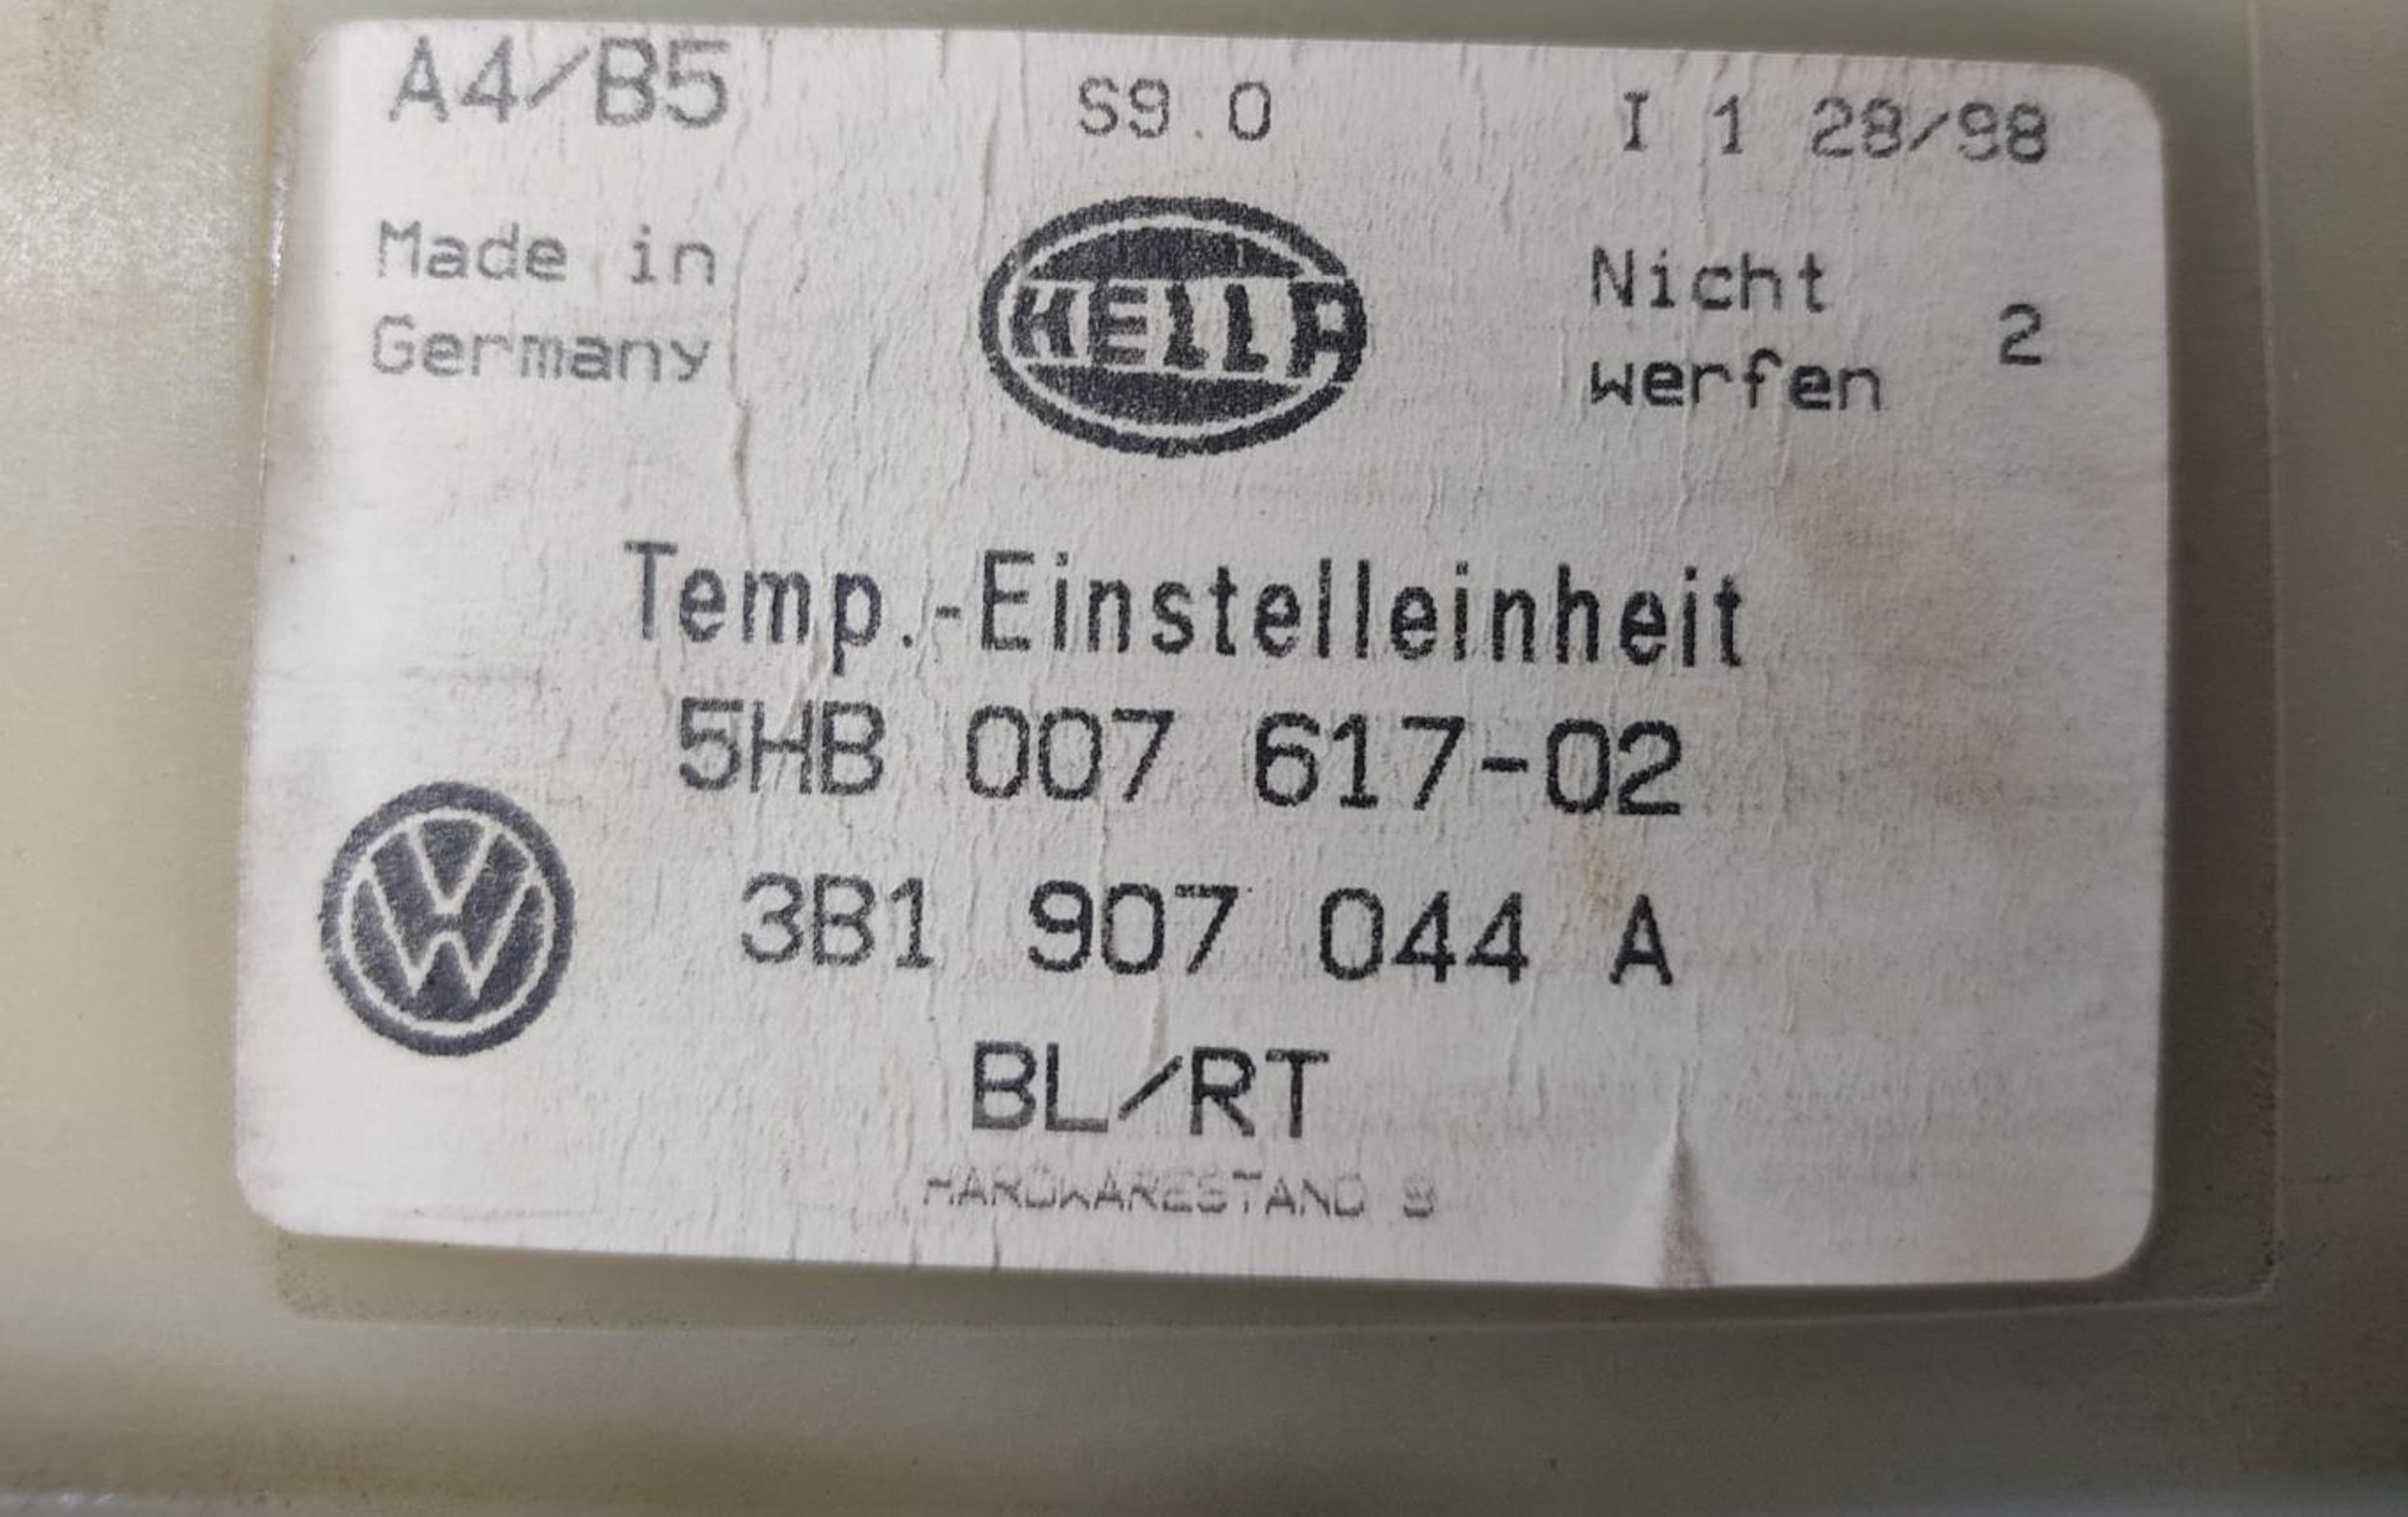 A4/B5 S9.0 I 1 28/98
Made in
Germany
HELLA
Nicht
werfen
2
Temp.-Einstelleinheit
5HB 007 617-02
3B1 907 044 A
VW
BL/RT
HARDWARESTAND